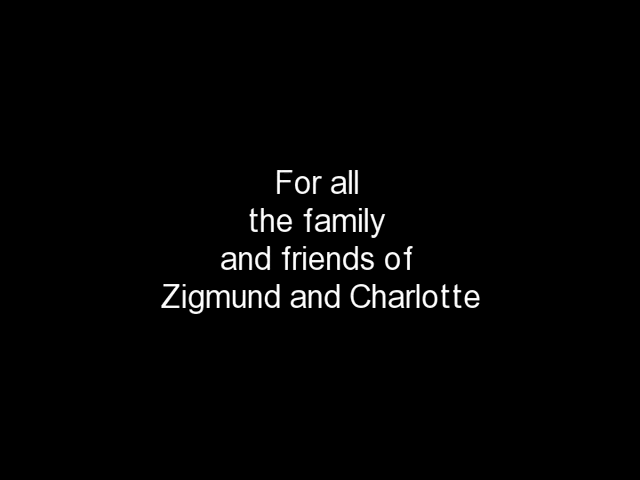 For all
the family
and friends of
Zigmund and Charlotte